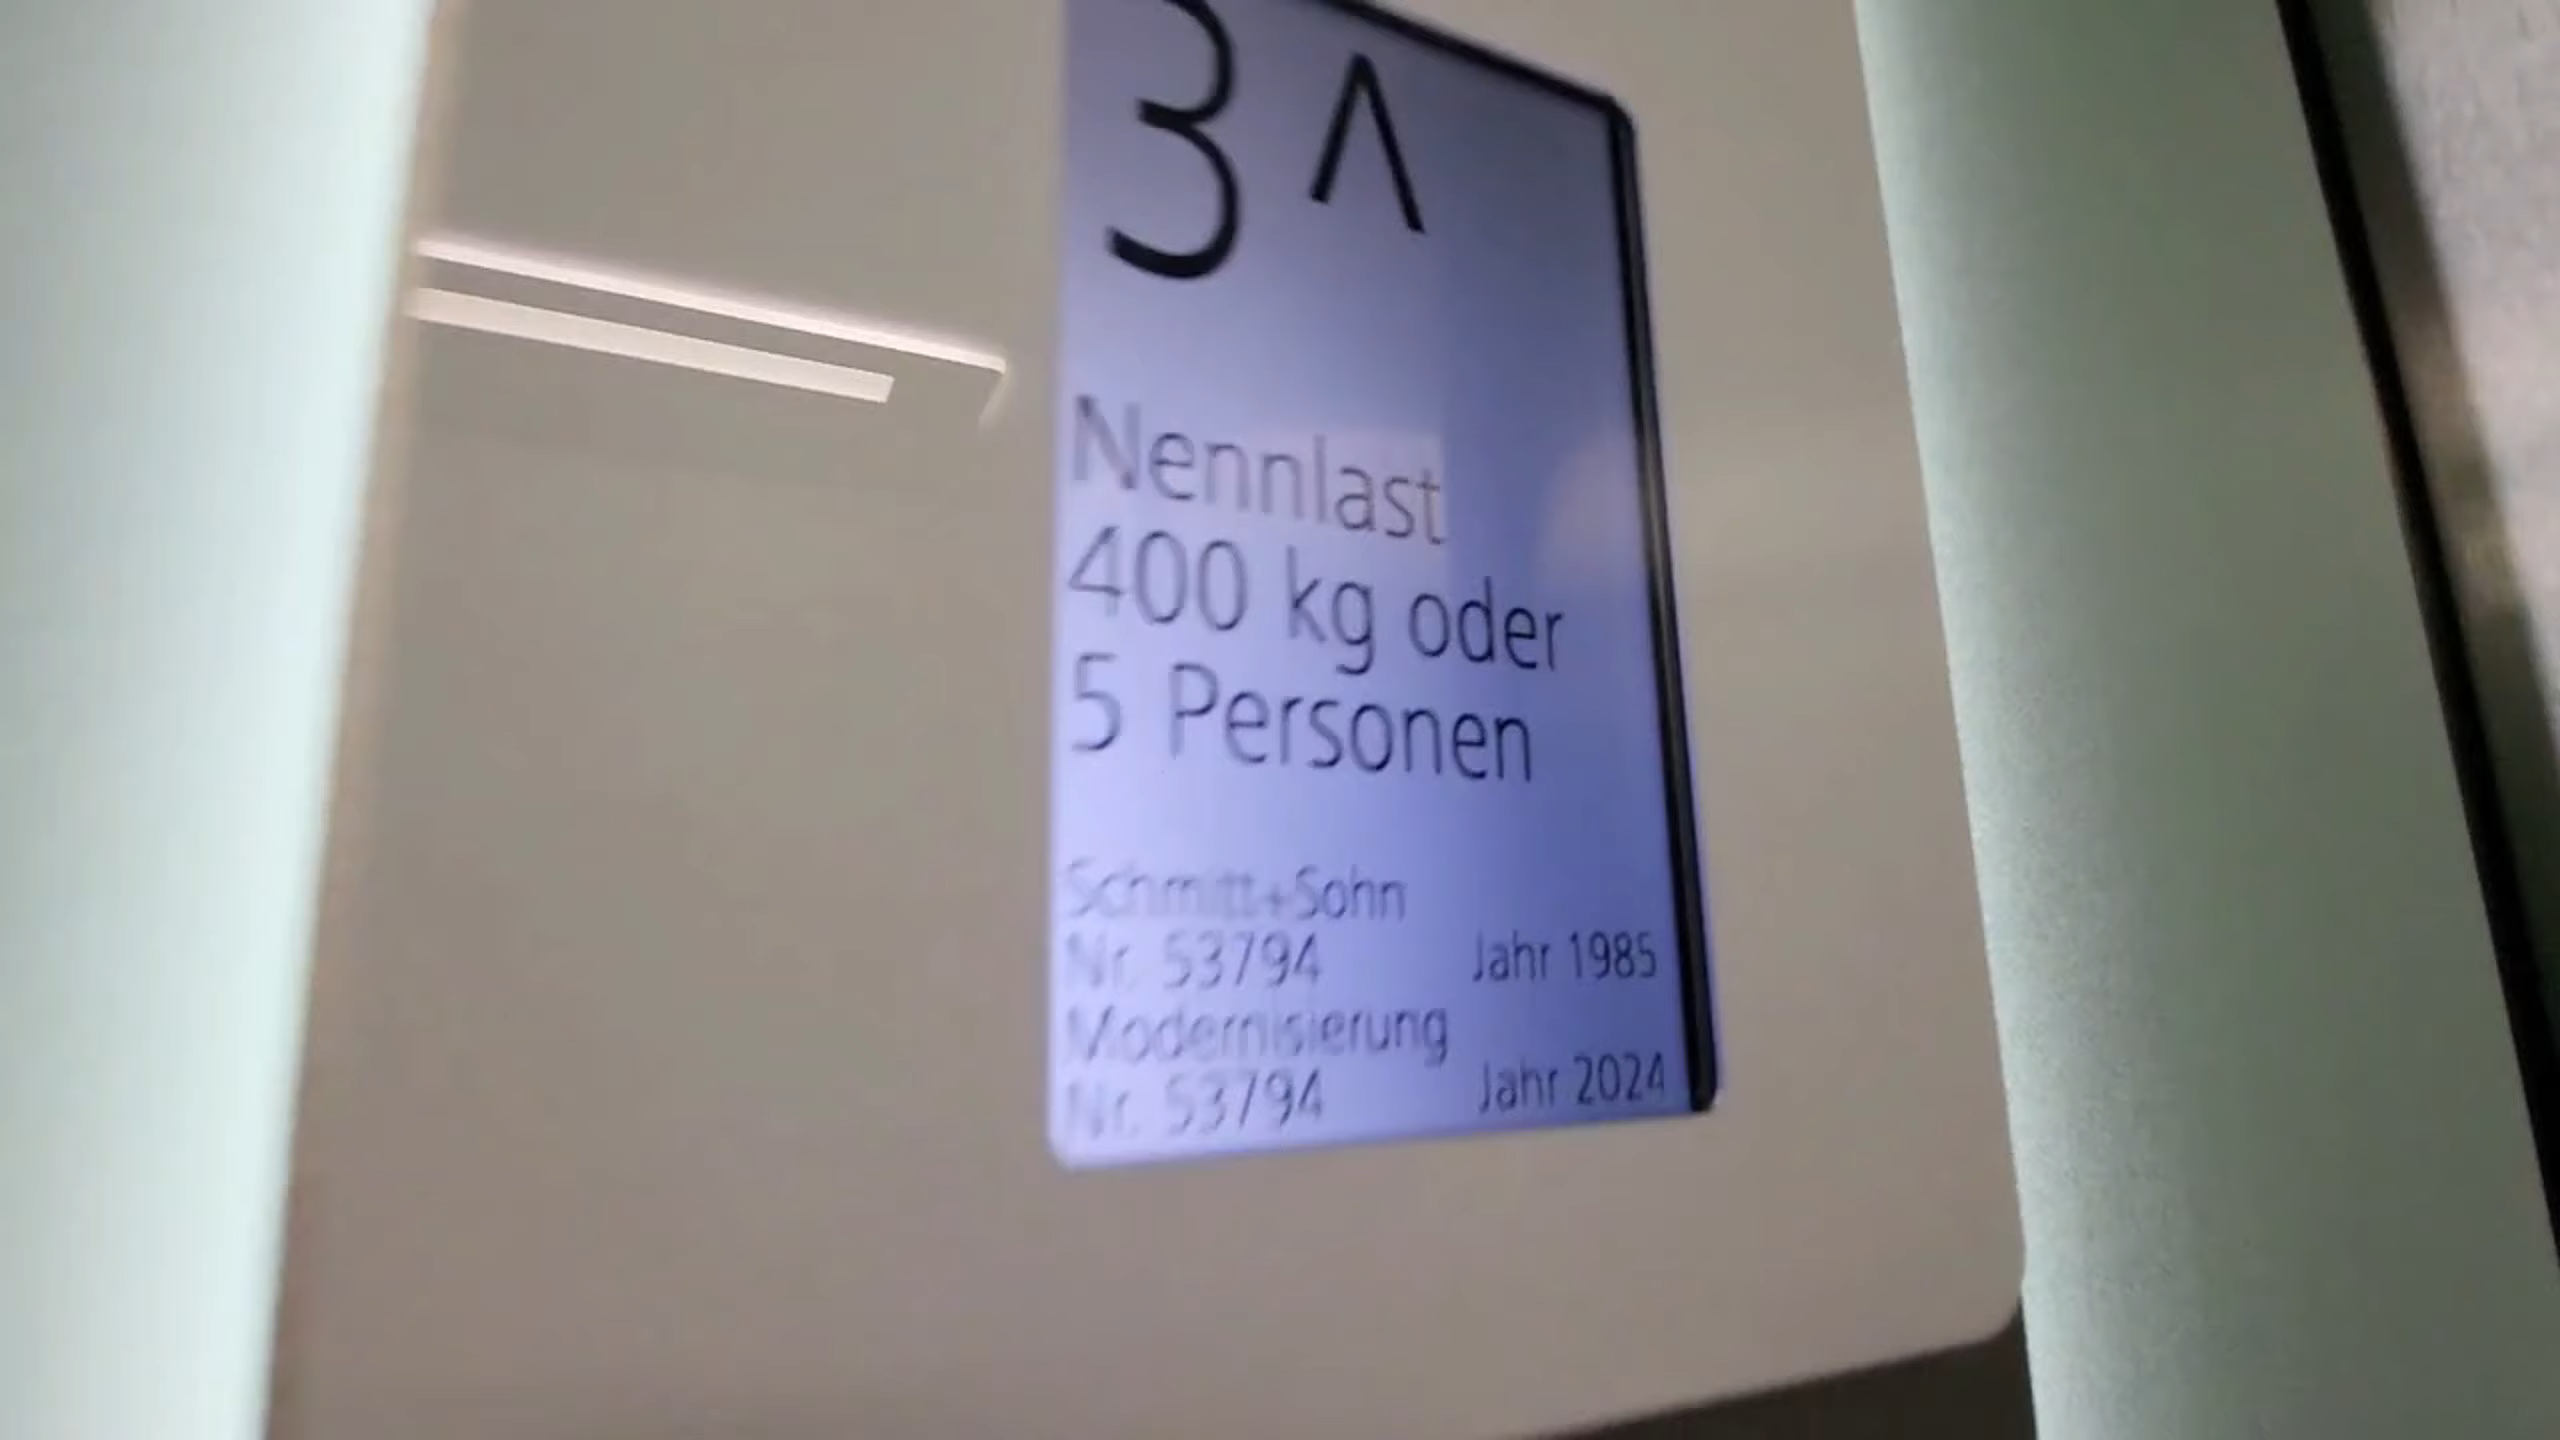 3 ^
Nennlast
400 kg oder
5 Personen
Schmitt+Sohn
Nr. 53794 Jahr 1985
Modernisierung
Nr. 53794 Jahr 2024